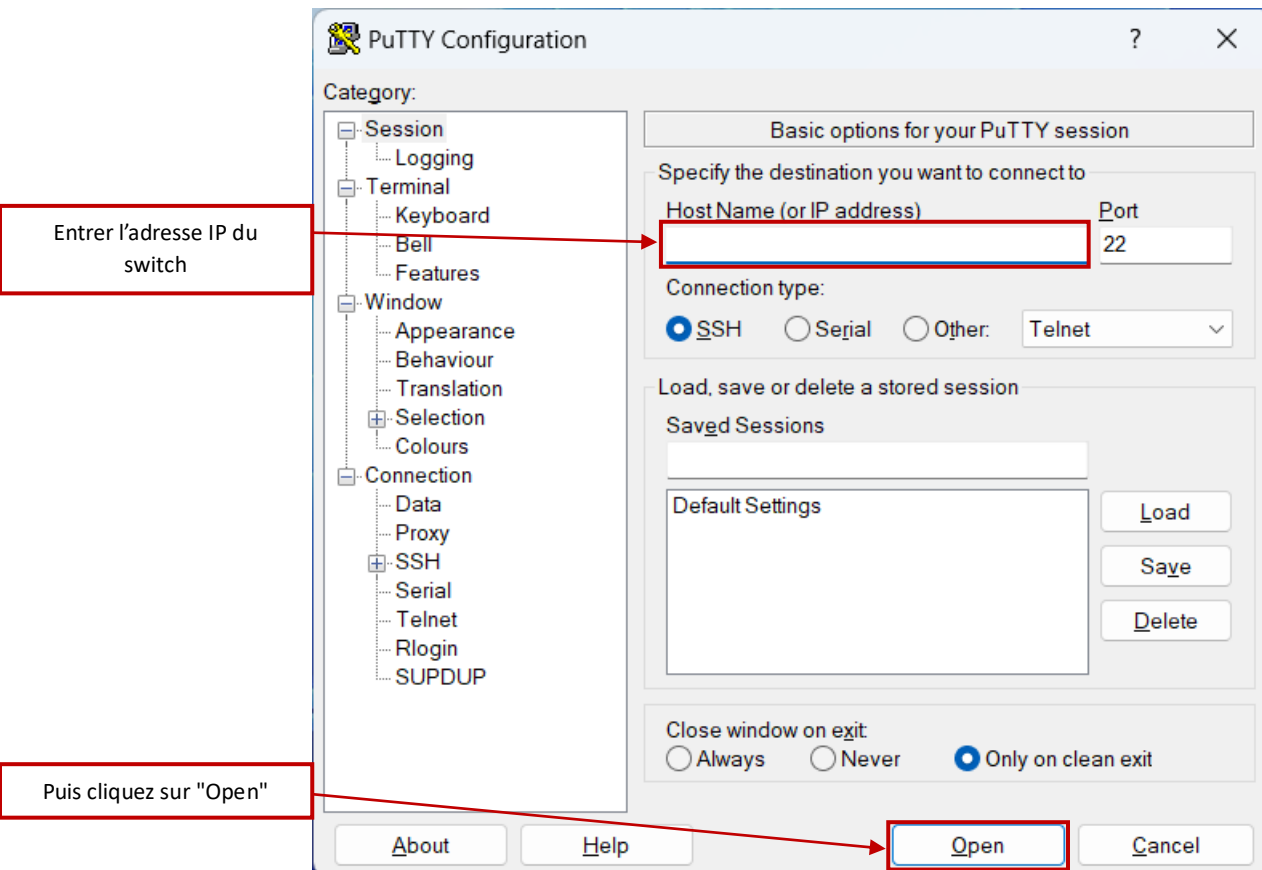 PuTTY Configuration
?
Category:
Session
Logging
Terminal
Keyboard
Bell
Features
Window
Appearance
Behaviour
Translation
Selection
Colours
Connection
Data
Proxy
SSH
Serial
Telnet
Rlogin
SUPDUP
Basic options for your PuTTY session
Specify the destination you want to connect to
Host Name (or IP address) Port
22
Connection type:
SSH Serial Other: Telnet
Load, save or delete a stored session
Saved Sessions
Default Settings
Load
Save
Delete
Close window on exit:
Always Never Only on clean exit
About Help Open Cancel
Entrer l’adresse IP du
switch
Puis cliquez sur "Open"